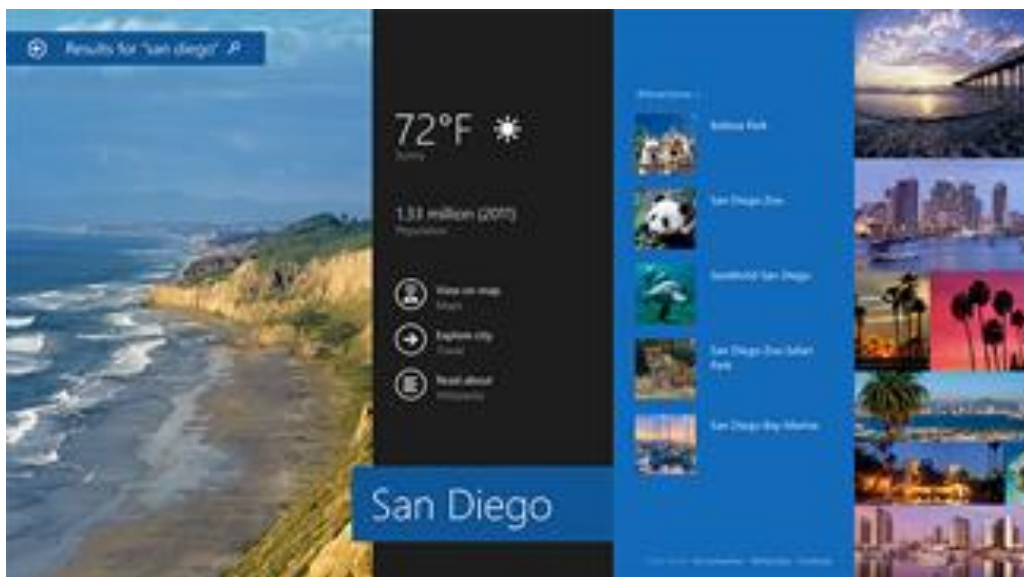 Results for "san diego"
72°F
Sunny
1.33 million (2011)
Population
View on map
Maps
Explore city
Travel
Read about
Wikipedia
San Diego
Attractions
Balboa Park
San Diego Zoo
SeaWorld San Diego
San Diego Zoo Safari
Park
San Diego Bay Marina